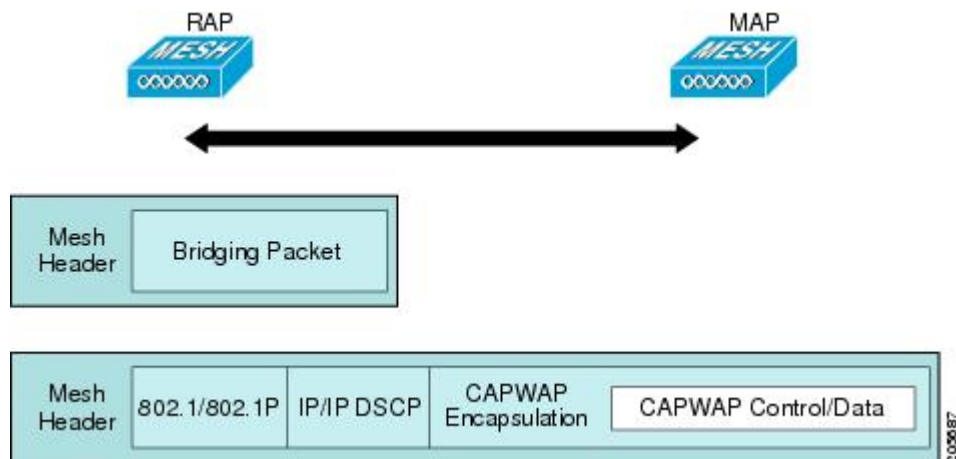 RAP
MAP
MESH
MESH
Mesh
Header
Bridging Packet
Mesh
Header
802.1/802.1P
IP/IP DSCP
CAPWAP
Encapsulation
CAPWAP Control/Data
205687